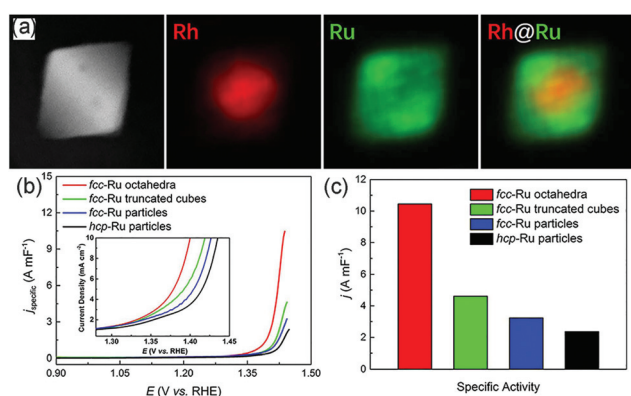 (a)
Rh
Ru
Rh@Ru
(b)
15
12
9
6
3
0
j specific (A mF⁻¹)
fcc-Ru octahedra
fcc-Ru truncated cubes
fcc-Ru particles
hcp-Ru particles
Current Density (mA cm⁻²)
10
8
6
4
2
1.30
1.35
1.40
1.45
E (V vs. RHE)
0.90
1.05
1.20
1.35
1.50
E (V vs. RHE)
(c)
12
10
8
6
4
2
0
j (A mF⁻¹)
fcc-Ru octahedra
fcc-Ru truncated cubes
fcc-Ru particles
hcp-Ru particles
Specific Activity